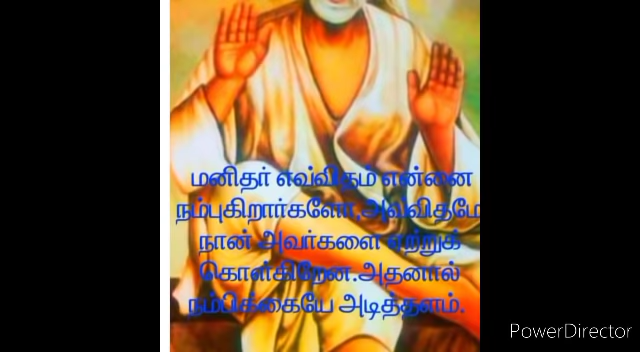 மனிதர் எவ்விதம் என்னை
நம்புகிறார்களோ,அவ்விதமே
நான் அவர்களை ஏற்றுக்
கொள்கிறேன.அதனால்
நம்பிக்கையே அடித்தளம்.
PowerDirector